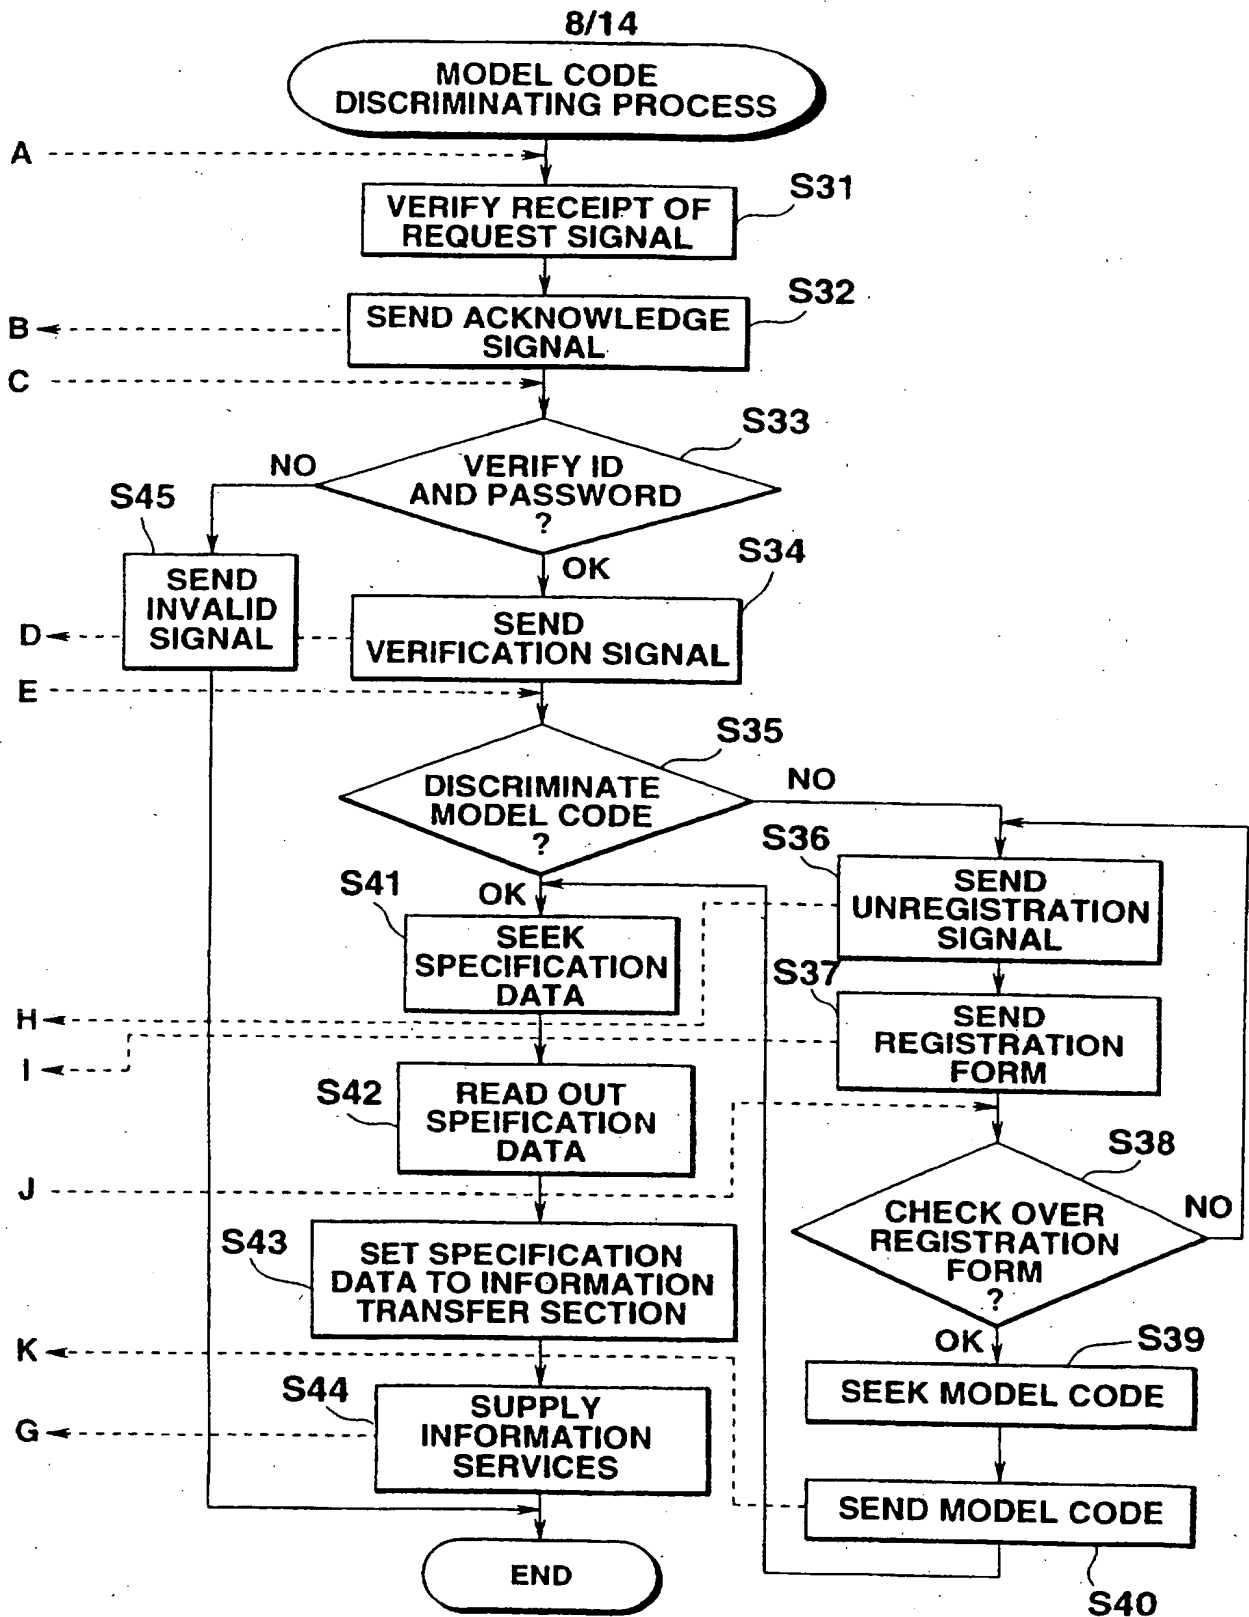 8/14
MODEL CODE
DISCRIMINATING PROCESS
A
S31
VERIFY RECEIPT OF
REQUEST SIGNAL
S32
SEND ACKNOWLEDGE
SIGNAL
B
C
S33
VERIFY ID
AND PASSWORD
?
NO
S45
SEND
INVALID
SIGNAL
OK
S34
SEND
VERIFICATION SIGNAL
D
E
S35
DISCRIMINATE
MODEL CODE
?
NO
S36
SEND
UNREGISTRATION
SIGNAL
S41
OK
SEEK
SPECIFICATION
DATA
S37
SEND
REGISTRATION
FORM
H
I
S42
READ OUT
SPEIFICATION
DATA
J
S38
CHECK OVER
REGISTRATION
FORM
?
NO
S43
SET SPECIFICATION
DATA TO INFORMATION
TRANSFER SECTION
K
OK
S39
SEEK MODEL CODE
S44
SUPPLY
INFORMATION
SERVICES
G
SEND MODEL CODE
S40
END